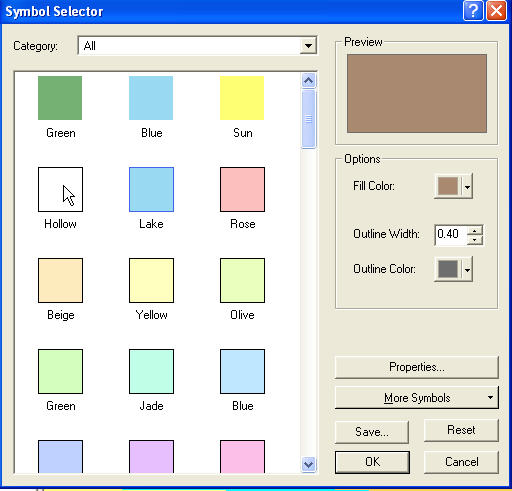 Symbol Selector
Category: All
Preview
Green Blue Sun
Options
Fill Color:
Hollow Lake Rose
Outline Width: 0.40
Outline Color:
Beige Yellow Olive
Properties...
More Symbols
Green Jade Blue
Save... Reset
OK Cancel